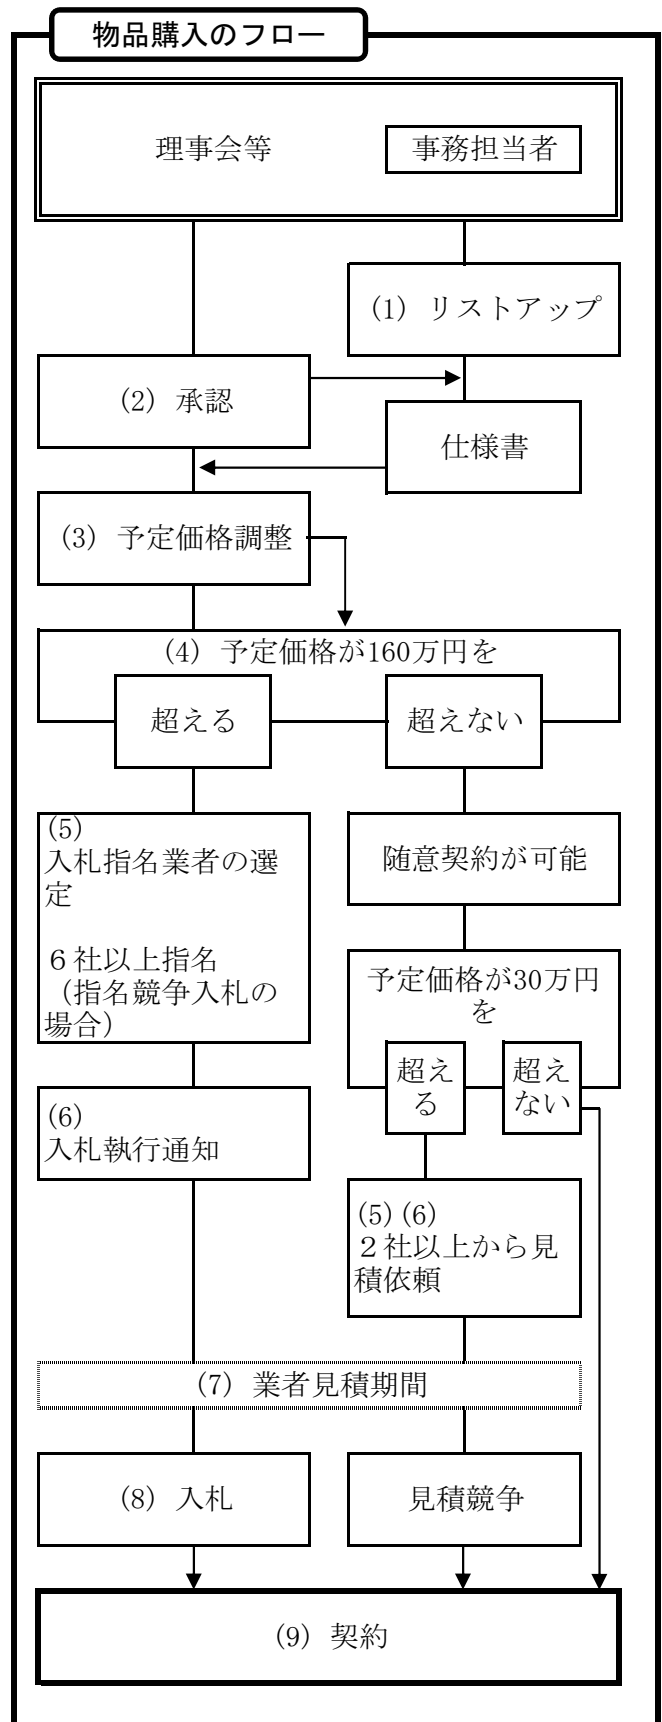 物品購入のフロー
理事会等
事務担当者
(1) リストアップ
(2) 承認
仕様書
(3) 予定価格調整
(4) 予定価格が160万円を
超える
超えない
(5)
入札指名業者の選
定
６社以上指名
（指名競争入札の
場合）
随意契約が可能
予定価格が30万円
を
超え
る
超え
ない
(6)
入札執行通知
(5)(6)
２社以上から見
積依頼
(7) 業者見積期間
(8) 入札
見積競争
(9) 契約